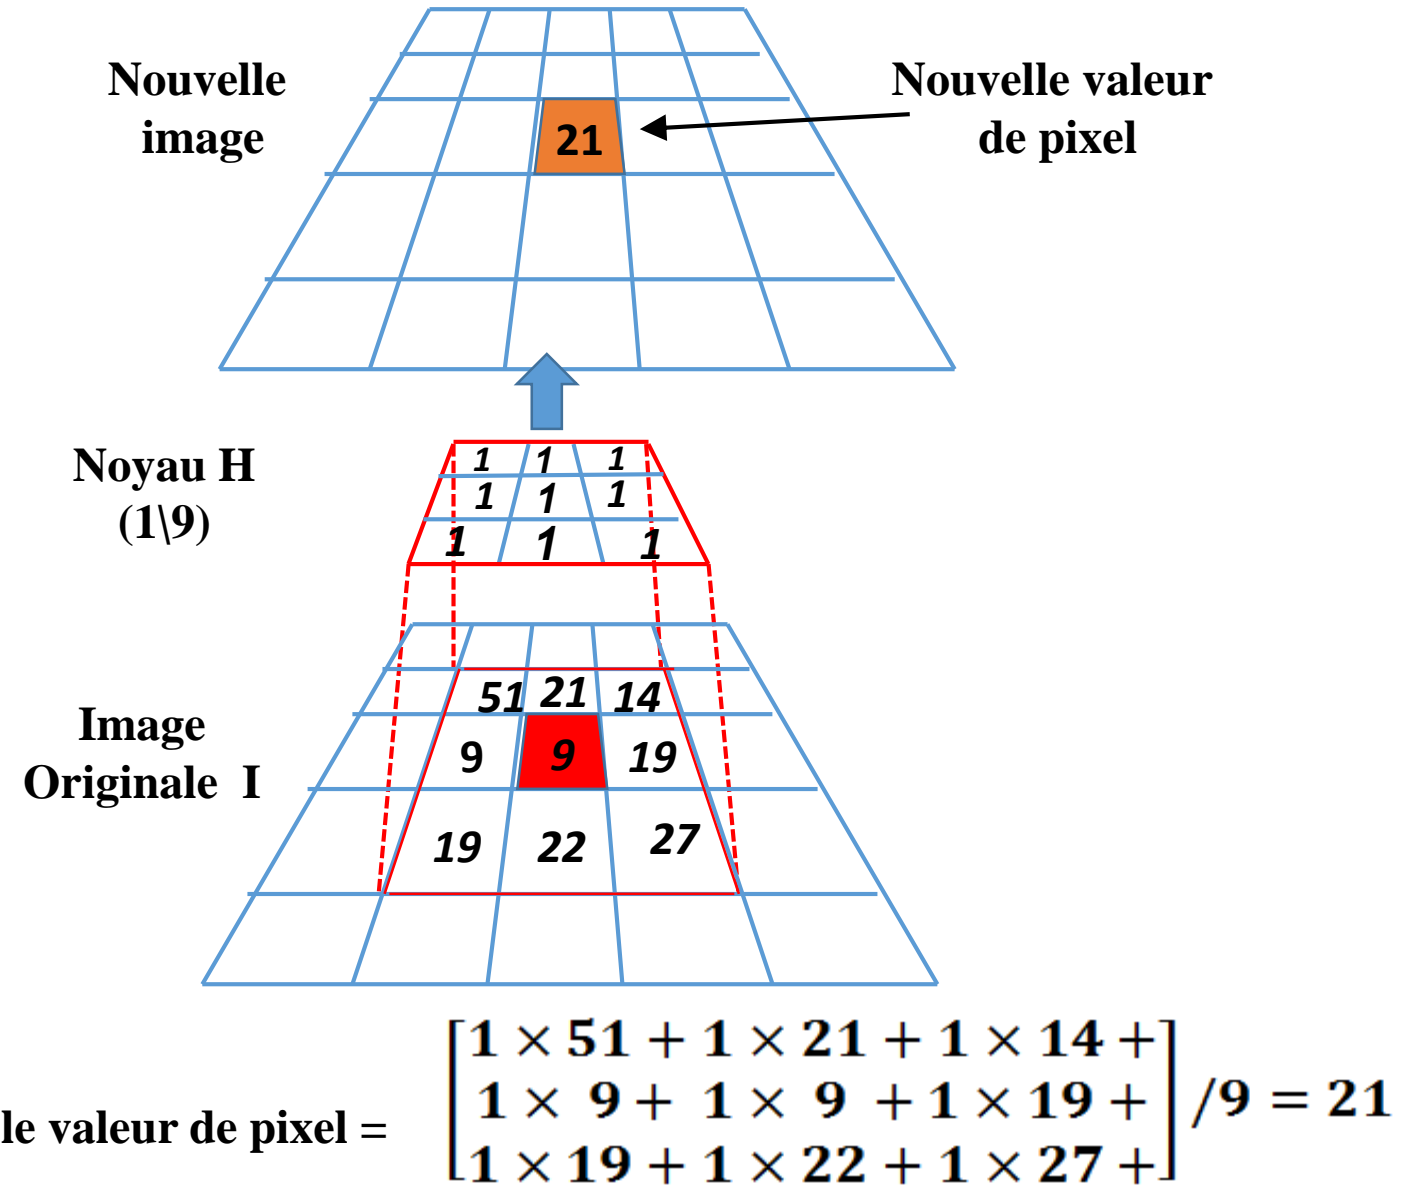 Nouvelle
image
Nouvelle valeur
de pixel
21
Noyau H
(1\9)
1 1 1
1 1 1
1 1 1
Image
Originale I
51 21 14
9 9 19
19 22 27
le valeur de pixel =
[1 × 51 + 1 × 21 + 1 × 14 +
1 × 9 + 1 × 9 + 1 × 19 +
1 × 19 + 1 × 22 + 1 × 27 +] /9 = 21